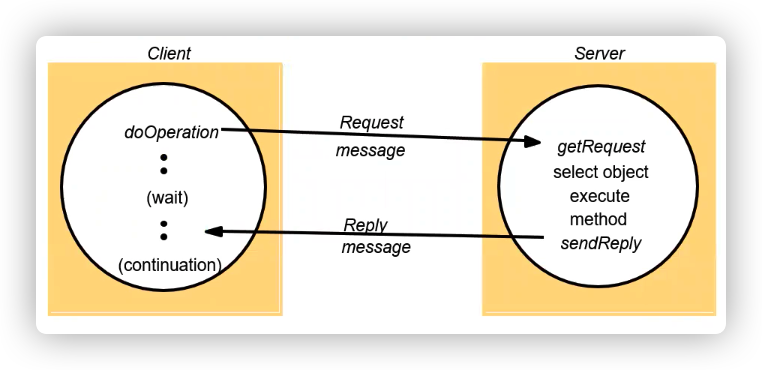 Client
Server
doOperation
(wait)
(continuation)
Request
message
Reply
message
getRequest
select object
execute
method
sendReply